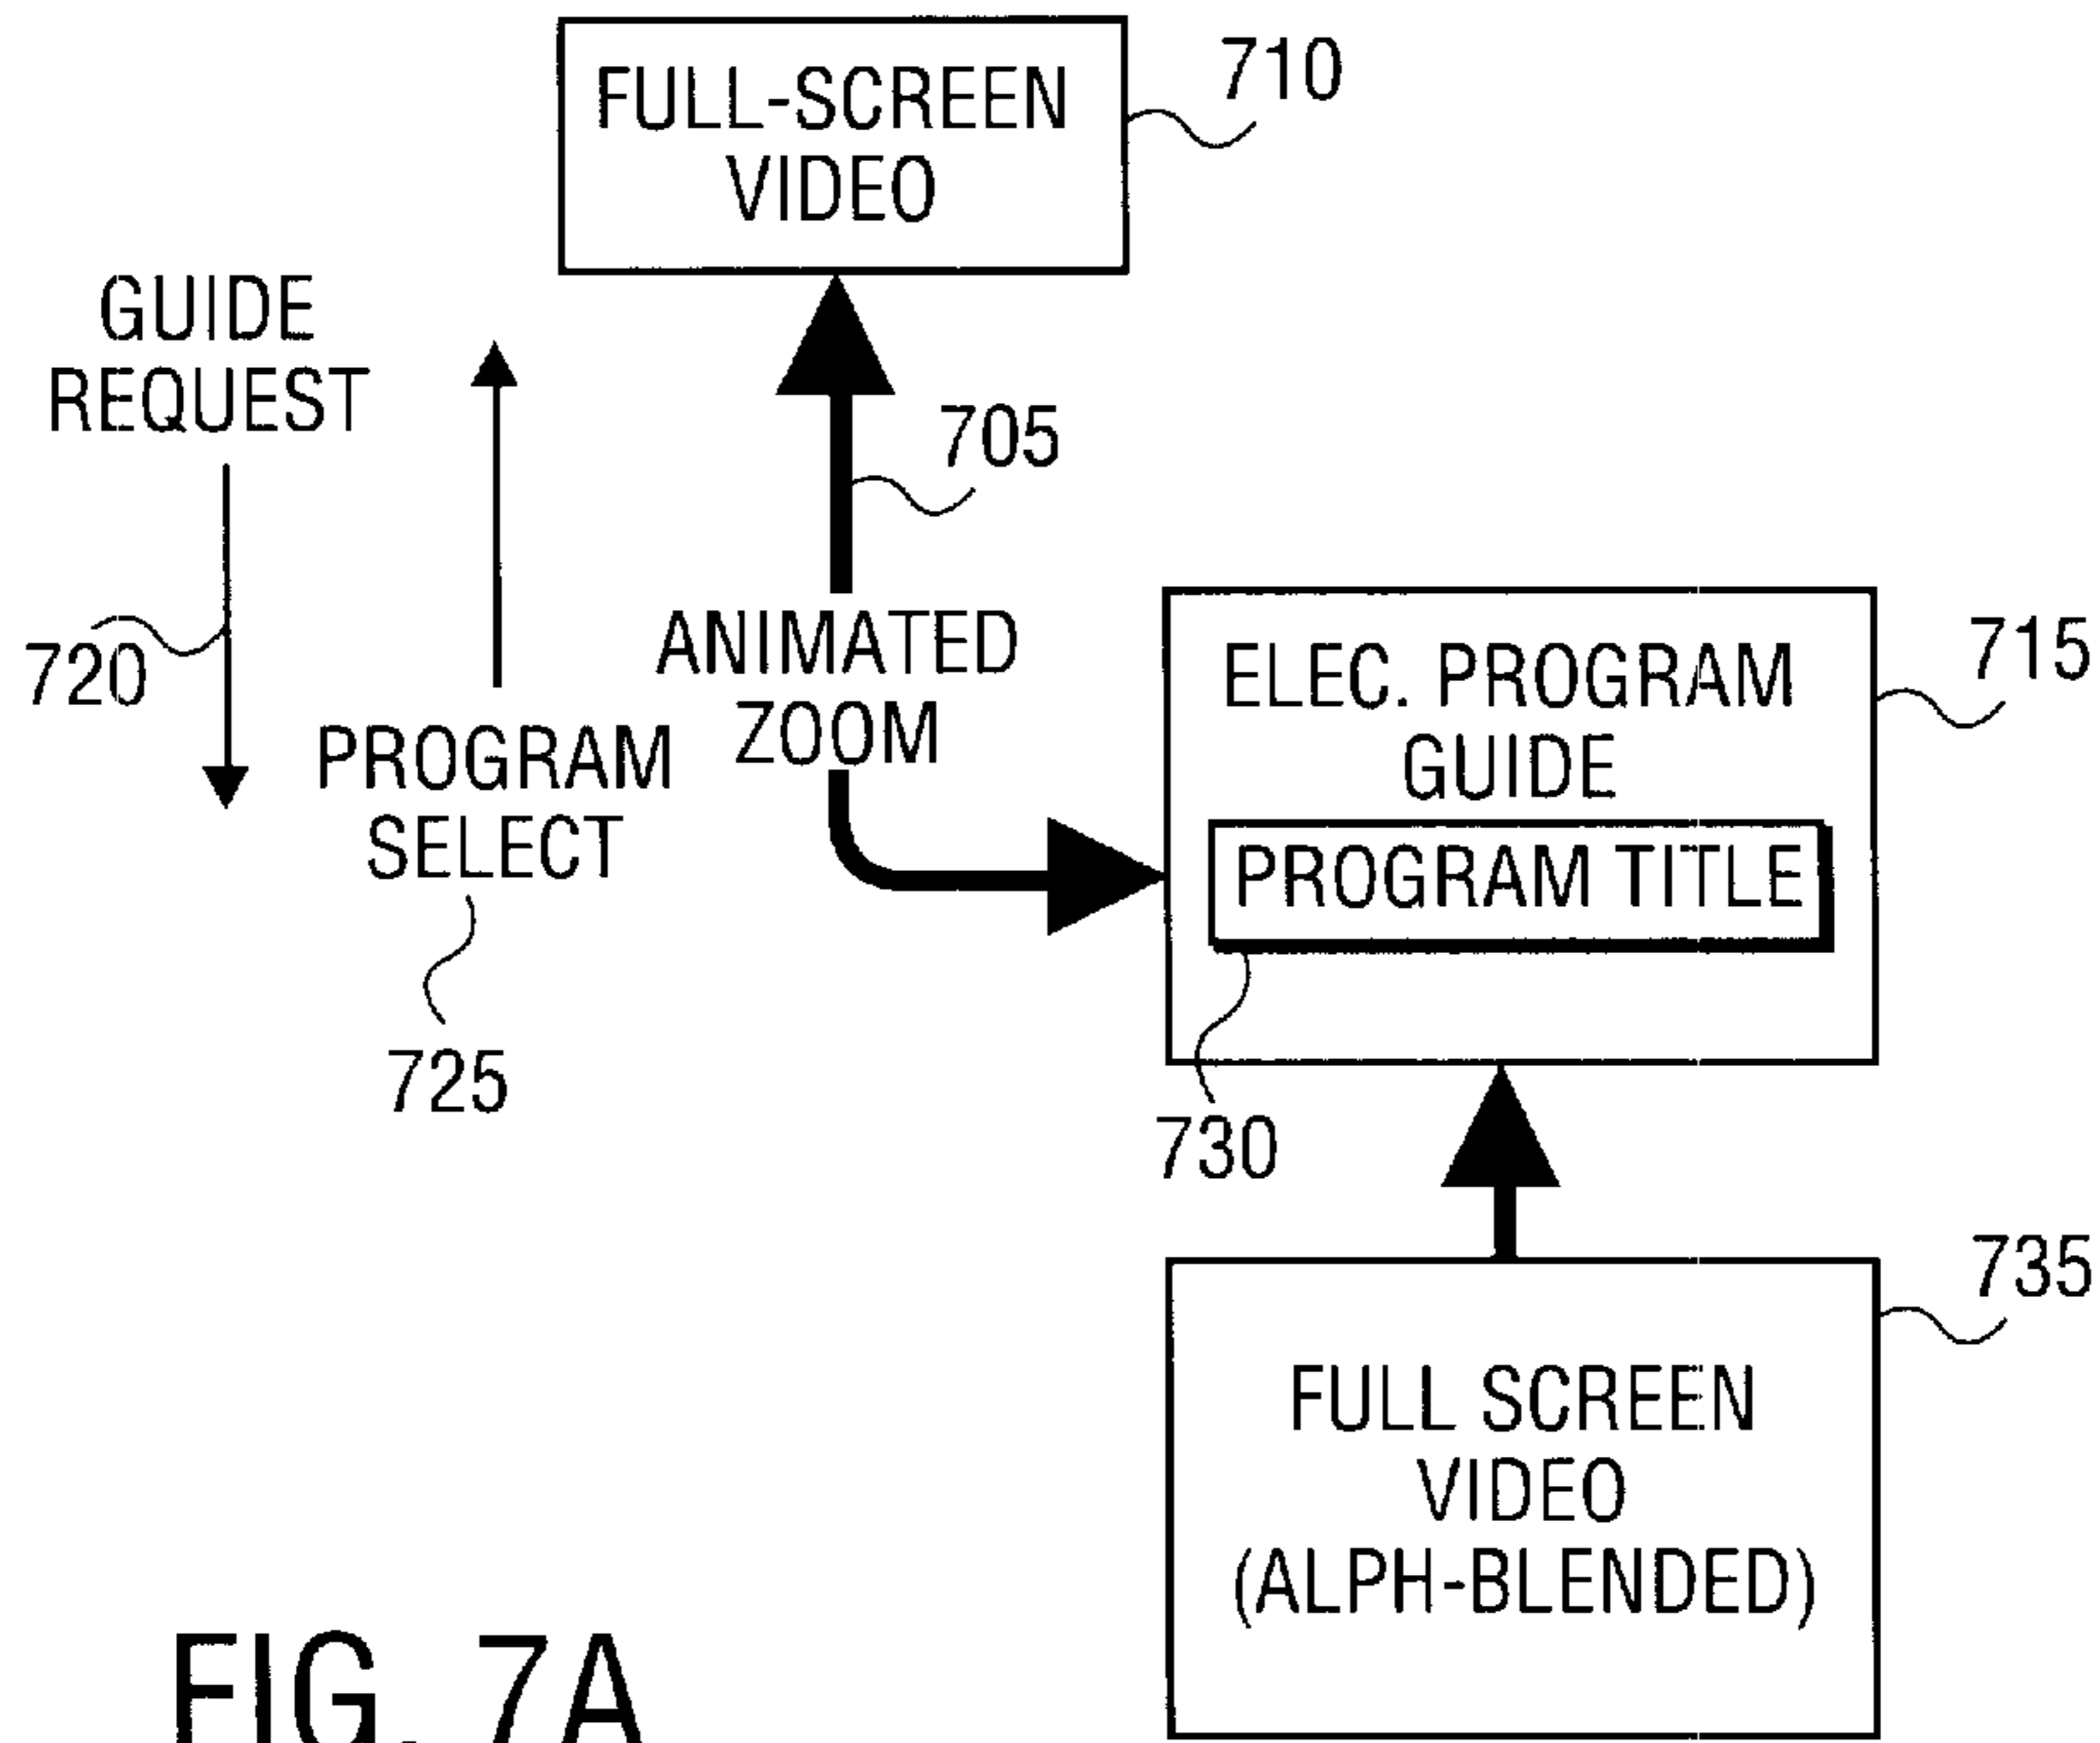 FULL-SCREEN
VIDEO
710
GUIDE
REQUEST
705
720
PROGRAM
SELECT
725
ANIMATED
ZOOM
ELEC. PROGRAM
GUIDE
715
PROGRAM TITLE
730
735
FULL SCREEN
VIDEO
(ALPH-BLENDED)
FIG. 7A